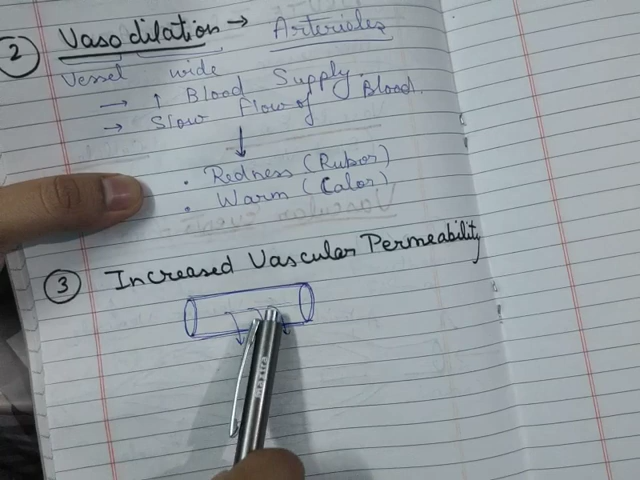 ② Vasodilation → Arterioles
Vessel wide
→ ↑ Blood Supply
→ Slow flow of Blood.
↓
• Redness (Rubor)
• Warm (Calor)
③ Increased Vascular Permeability